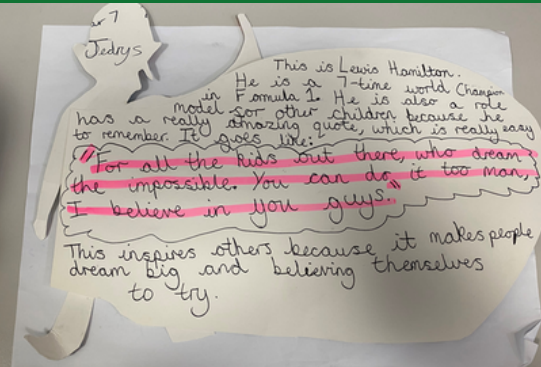 7
Jedrys
This is Lewis Hamilton.
He is a 7-time world Champion
in Formula 1. He is also a role
model for other children because he
has a really amazing quote, which is really easy
to remember. It goes like:
"For all the kids out there, who dream
the impossible. You can do it too man,
I believe in you guys."
This inspires others because it makes people
dream big and believing themselves
to try.